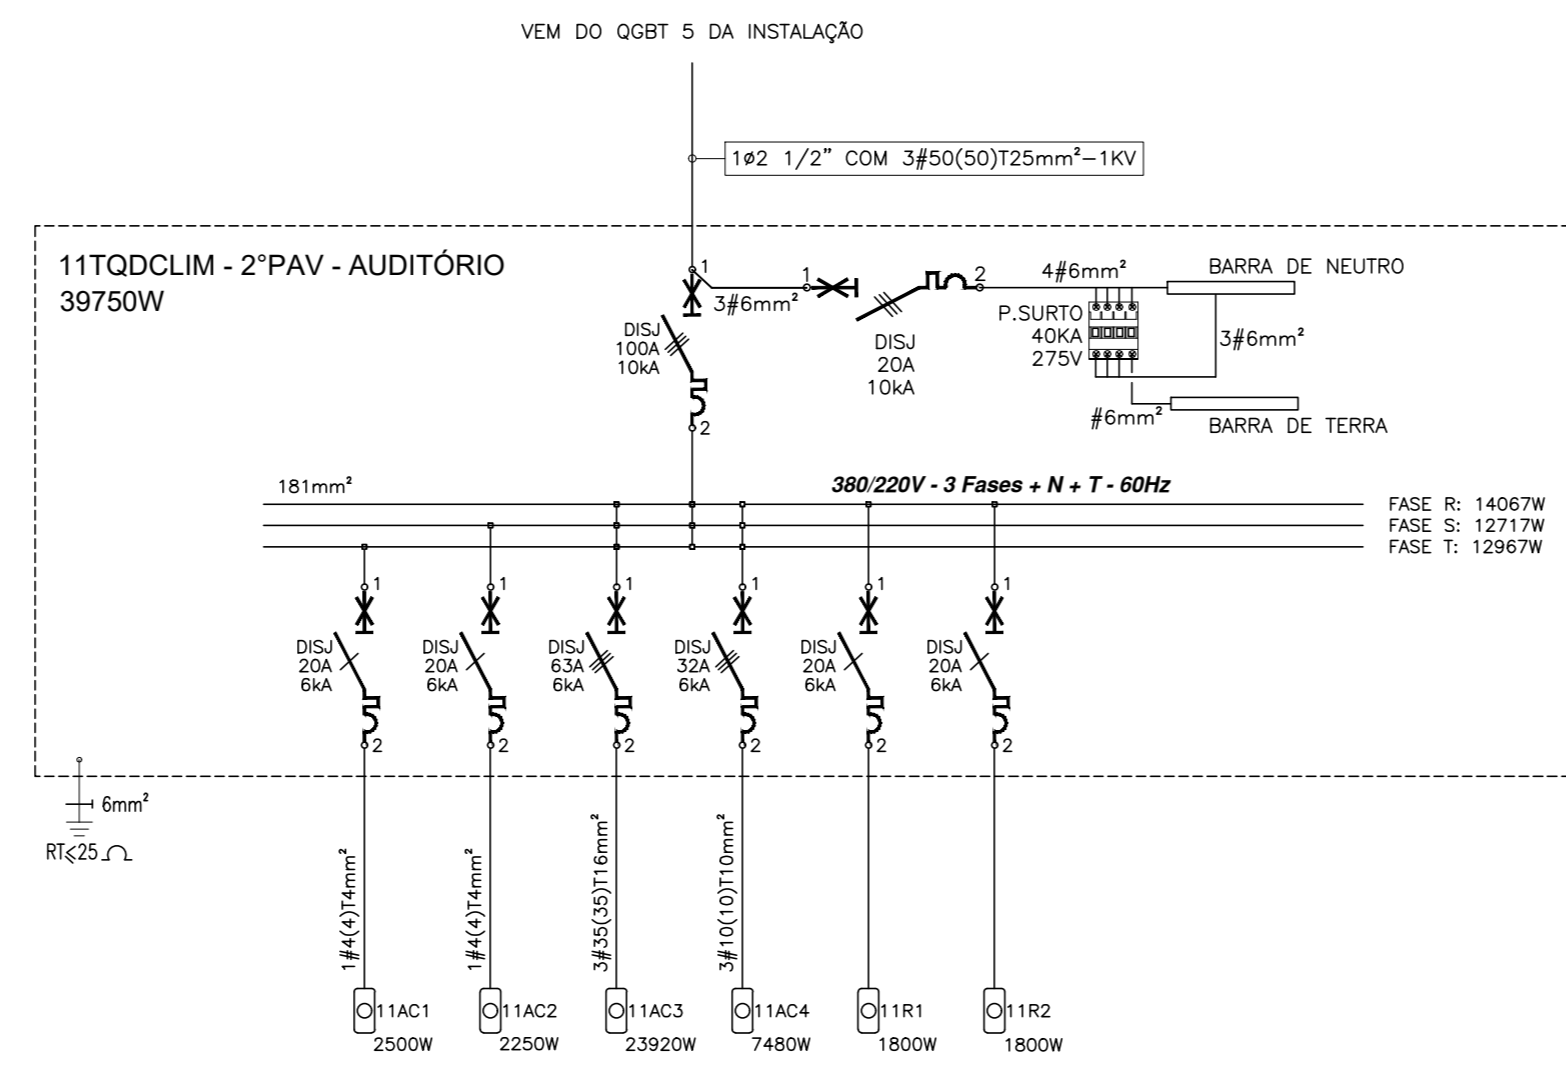 VEM DO QGBT 5 DA INSTALAÇÃO
1ø2 1/2" COM 3#50(50)T25mm²-1KV
11TQDCLIM - 2°PAV - AUDITÓRIO
39750W
1
3#6mm²
1
2
4#6mm²
BARRA DE NEUTRO
DISJ
100A
10kA
2
DISJ
20A
10kA
P.SURTO
40KA
275V
3#6mm²
#6mm²
BARRA DE TERRA
181mm²
380/220V - 3 Fases + N + T - 60Hz
FASE R: 14067W
FASE S: 12717W
FASE T: 12967W
1
DISJ
20A
6kA
2
1
DISJ
20A
6kA
2
1
DISJ
63A
6kA
2
1
DISJ
32A
6kA
2
1
DISJ
20A
6kA
2
1
DISJ
20A
6kA
2
6mm²
RT⩽25 Ω
1#4(4)T4mm²
1#4(4)T4mm²
3#35(35)T16mm²
3#10(10)T10mm²
11AC1
2500W
11AC2
2250W
11AC3
23920W
11AC4
7480W
11R1
1800W
11R2
1800W